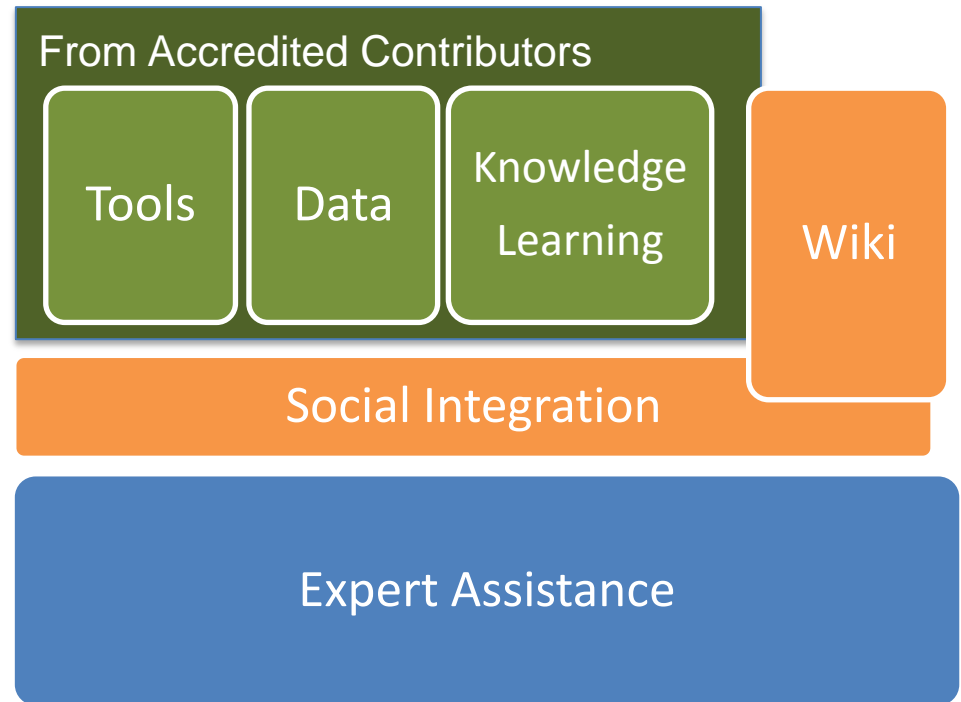 From Accredited Contributors
Tools
Data
Knowledge
Learning
Wiki
Social Integration
Expert Assistance